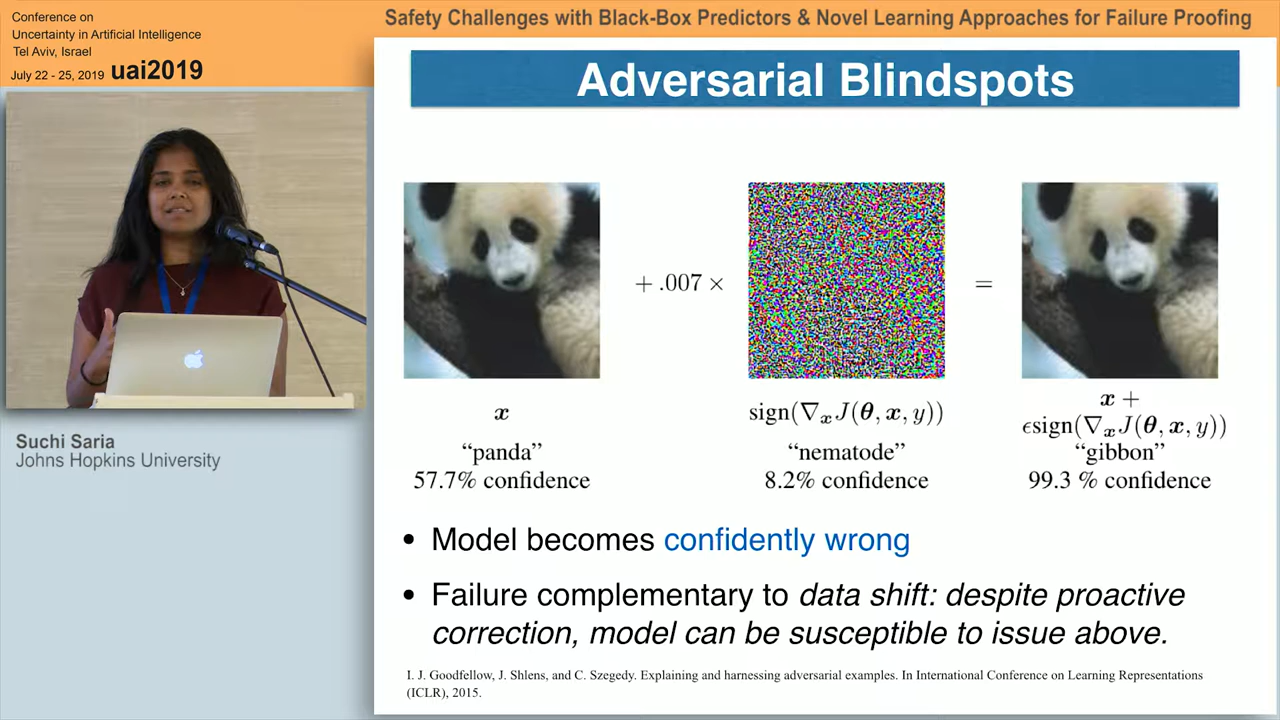 Conference on
Uncertainty in Artificial Intelligence
Tel Aviv, Israel
July 22 - 25, 2019 uai2019
Safety Challenges with Black-Box Predictors & Novel Learning Approaches for Failure Proofing
Adversarial Blindspots
+ .007 ×
=
x
sign(∇ₓJ(θ, x, y))
x +
ϵsign(∇ₓJ(θ, x, y))
“panda”
“nematode”
“gibbon”
57.7% confidence
8.2% confidence
99.3 % confidence
Suchi Saria
Johns Hopkins University
• Model becomes confidently wrong
• Failure complementary to data shift: despite proactive
correction, model can be susceptible to issue above.
I. J. Goodfellow, J. Shlens, and C. Szegedy. Explaining and harnessing adversarial examples. In International Conference on Learning Representations
(ICLR), 2015.